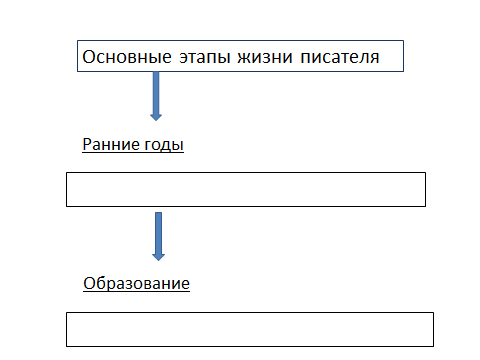 Основные этапы жизни писателя
Ранние годы
Образование